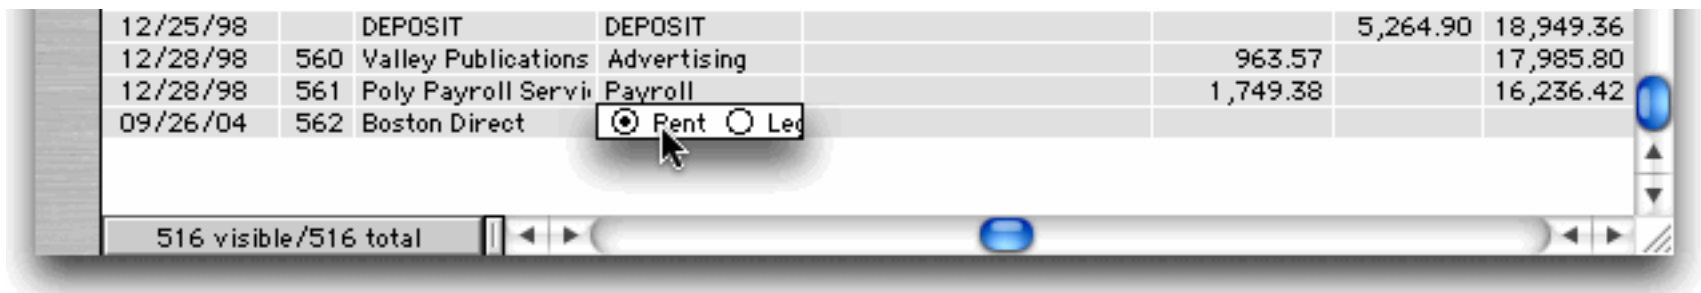 12/25/98 DEPOSIT DEPOSIT 5,264.90 18,949.36
12/28/98 560 Valley Publications Advertising 963.57 17,985.80
12/28/98 561 Poly Payroll Servi Payroll 1,749.38 16,236.42
09/26/04 562 Boston Direct Rent Leg
516 visible/516 total